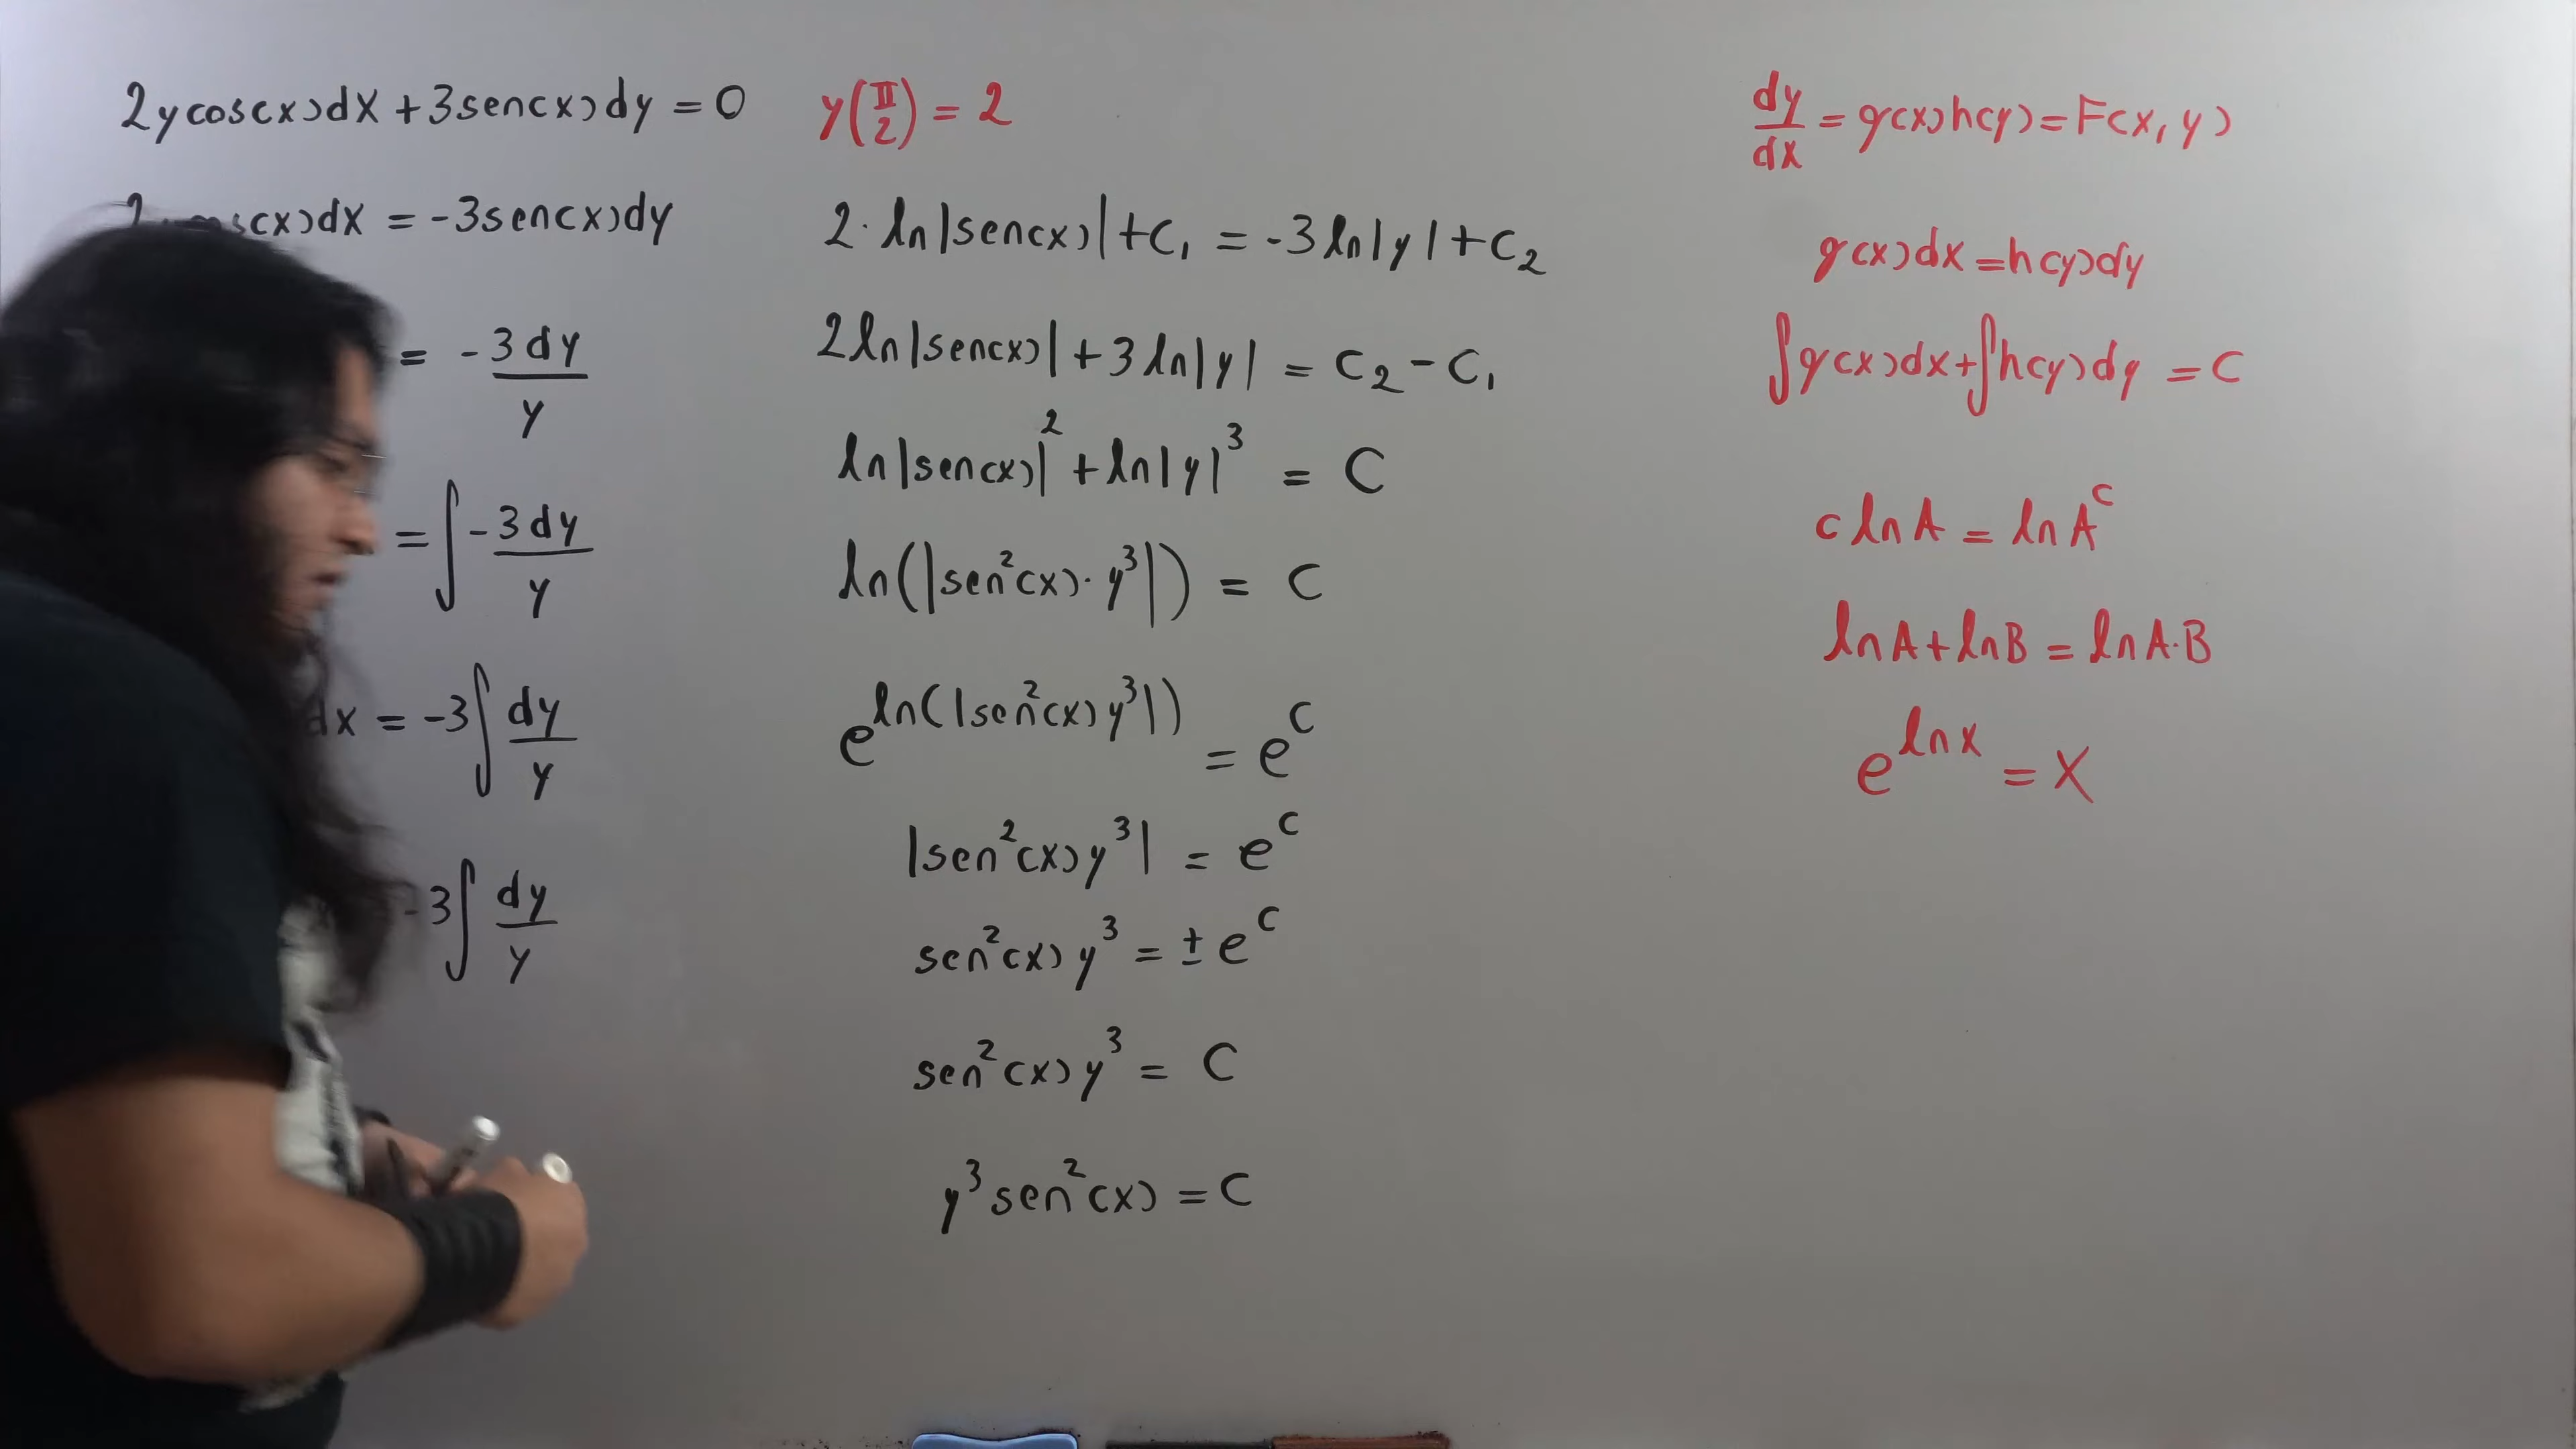 2ycos(x)dx + 3sen(x)dy = 0
s(x)dx = -3sen(x)dy
= -3dy/y
= ∫ -3dy/y
dx = -3∫ dy/y
-3∫ dy/y
y(π/2) = 2
2·ln|sen(x)| + C₁ = -3ln|y| + C₂
2ln|sen(x)| + 3ln|y| = C₂ - C₁
ln|sen(x)|² + ln|y|³ = C
ln(|sen²(x)·y³|) = C
e^ln(|sen²(x)y³|) = e^C
|sen²(x)y³| = e^C
sen²(x)y³ = ±e^C
sen²(x)y³ = C
y³sen²(x) = C
dy/dx = g(x)h(y) = F(x,y)
g(x)dx = h(y)dy
∫g(x)dx + ∫h(y)dy = C
c ln A = ln A^c
ln A + ln B = ln A·B
e^ln x = x